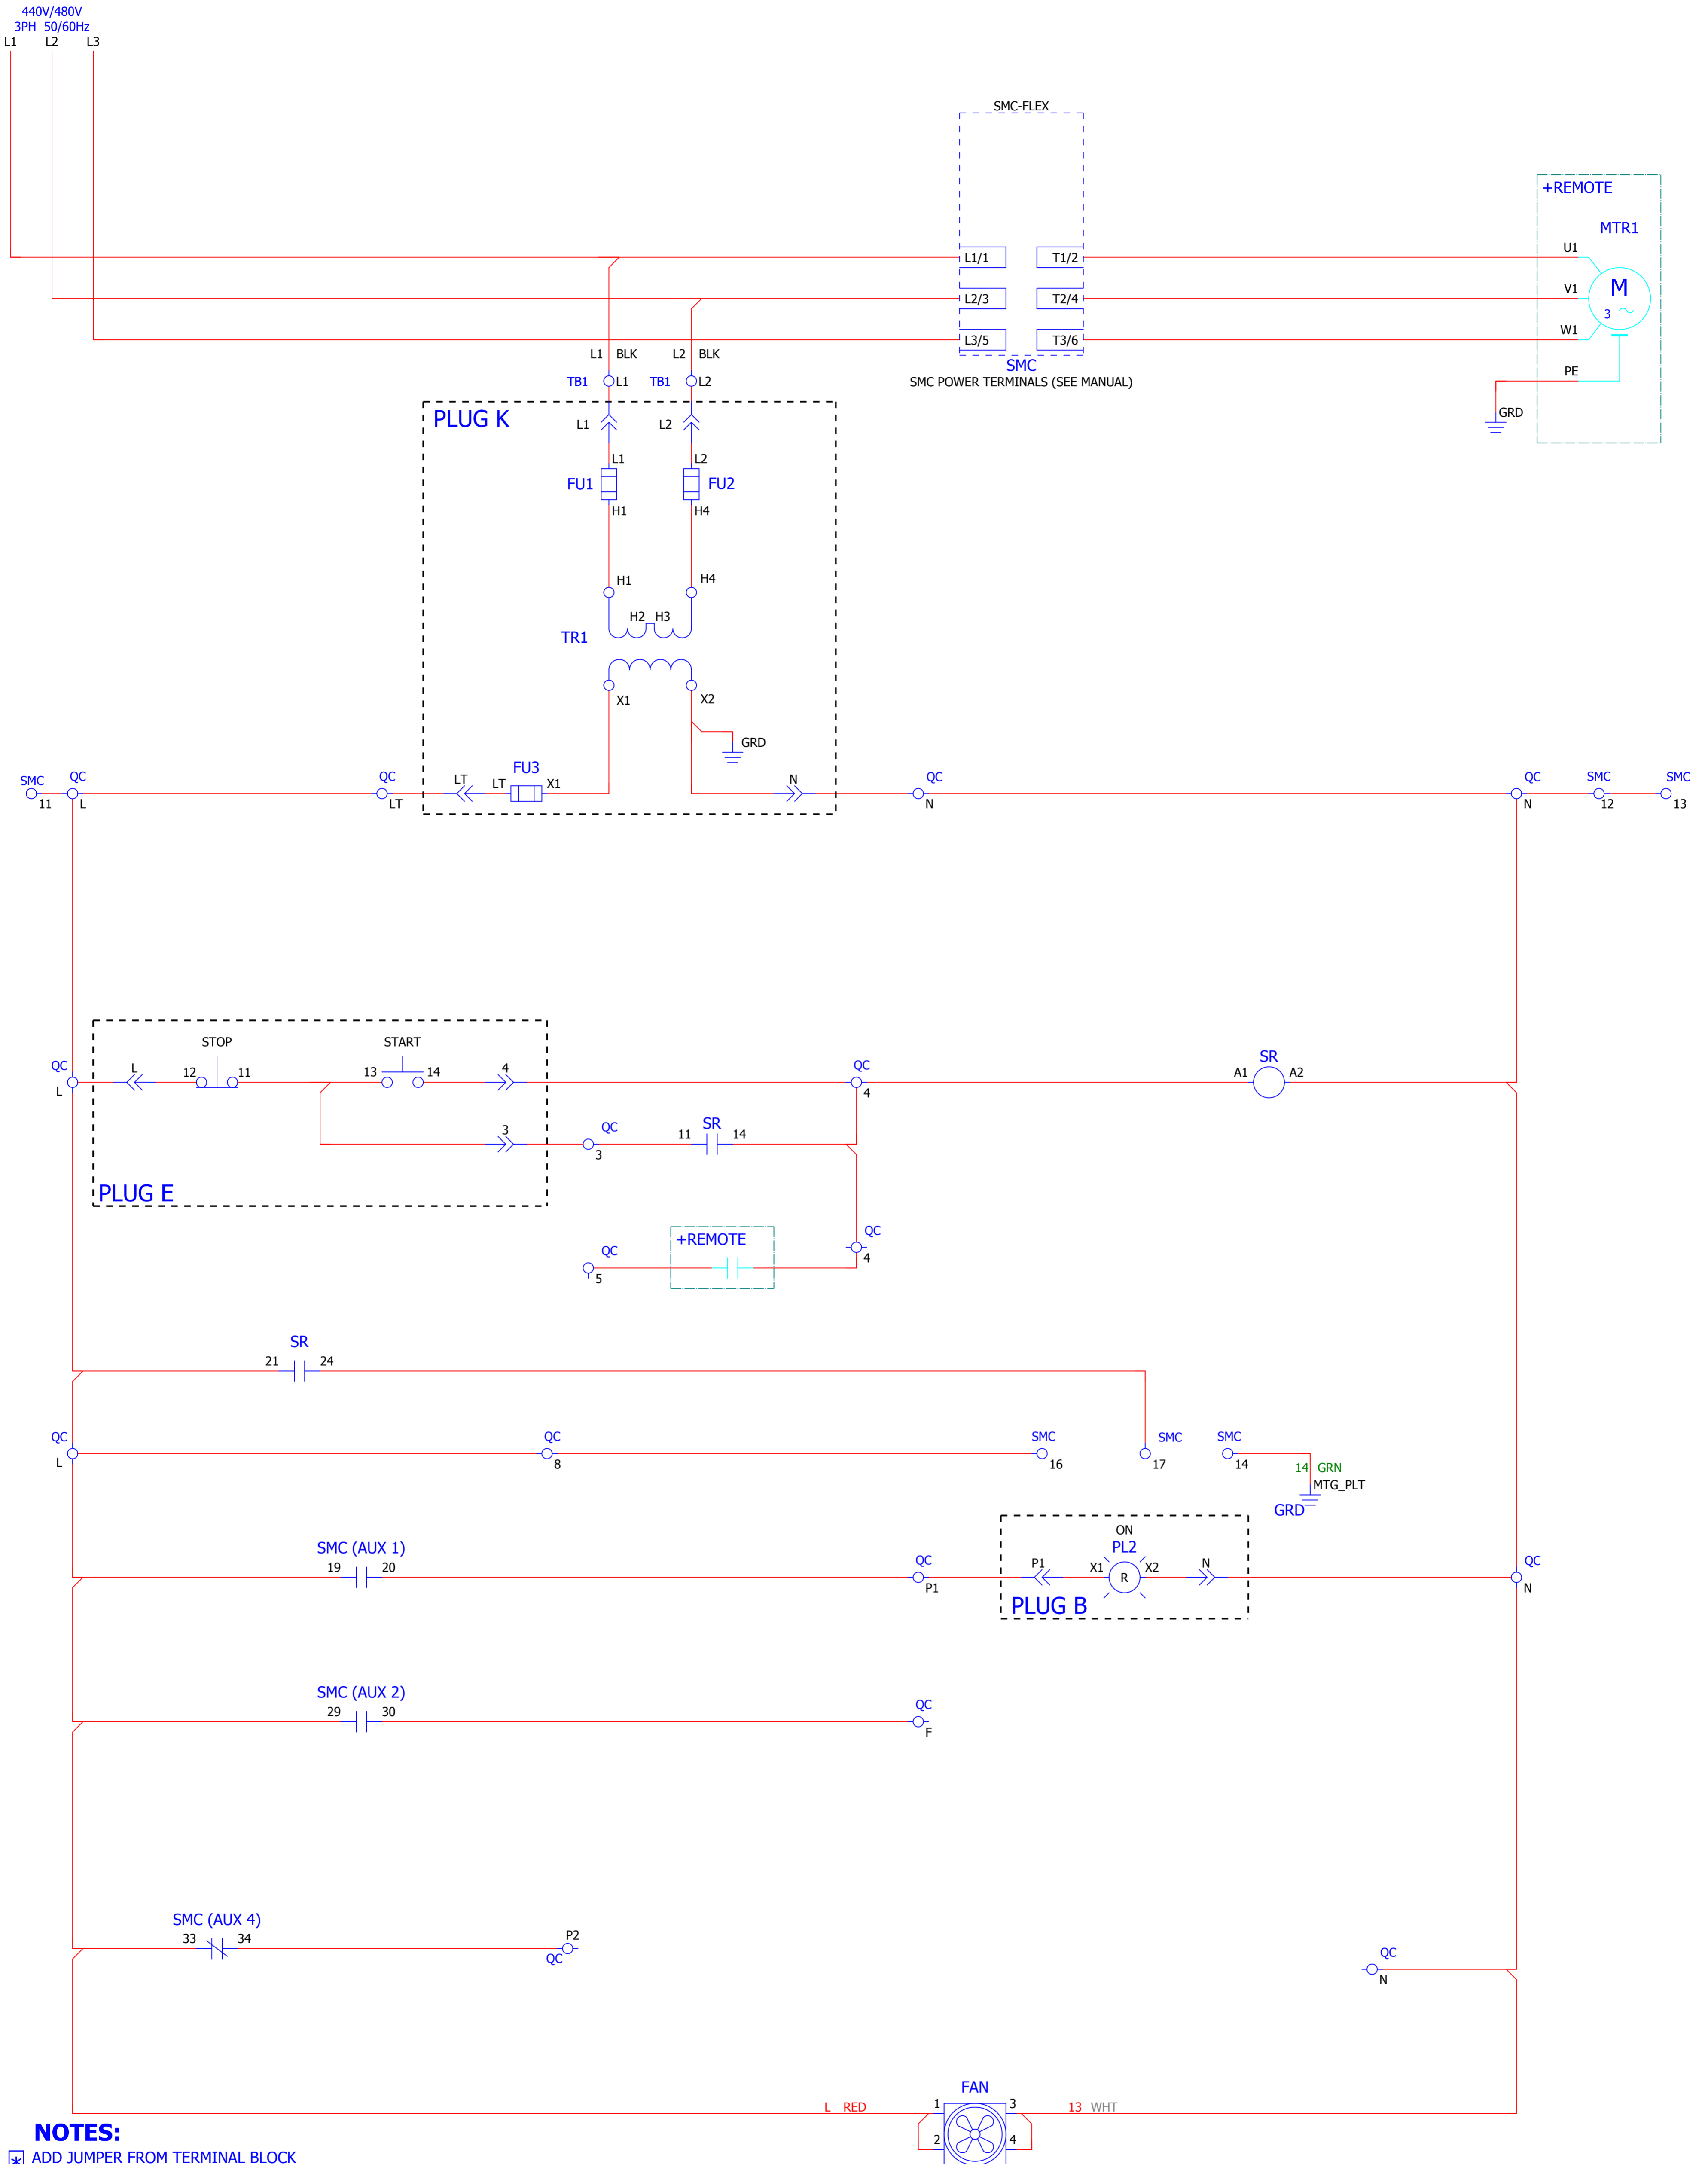 440V/480V
3PH 50/60Hz
L1 L2 L3
SMC-FLEX
+REMOTE
MTR1
L1/1 T1/2 U1
L2/3 T2/4 V1 M
3
L3/5 T3/6 W1
L1 BLK L2 BLK
SMC
SMC POWER TERMINALS (SEE MANUAL)
PE
TB1 L1 TB1 L2
GRD
PLUG K
L1 L2
L1 L2
FU1 FU2
H1 H4
H1 H4
H2 H3
TR1
X1 X2
GRD
FU3
SMC QC QC LT LT X1 N QC QC SMC SMC
11 L LT N N 12 13
STOP START
QC L 12 11 13 14 4 QC SR
A1 A2
L 4
3 QC SR
11 14
3
PLUG E
QC
+REMOTE
QC 4
5
SR
21 24
QC QC SMC SMC SMC
L 8 16 17 14
14 GRN
MTG_PLT
GRD
ON
SMC (AUX 1) PL2
19 20 QC P1 X1 X2 N QC
R
P1 N
PLUG B
SMC (AUX 2)
29 30 QC
F
SMC (AUX 4)
33 34 P2
QC
QC
N
FAN
L RED 1 3 13 WHT
2 4
NOTES:
* ADD JUMPER FROM TERMINAL BLOCK